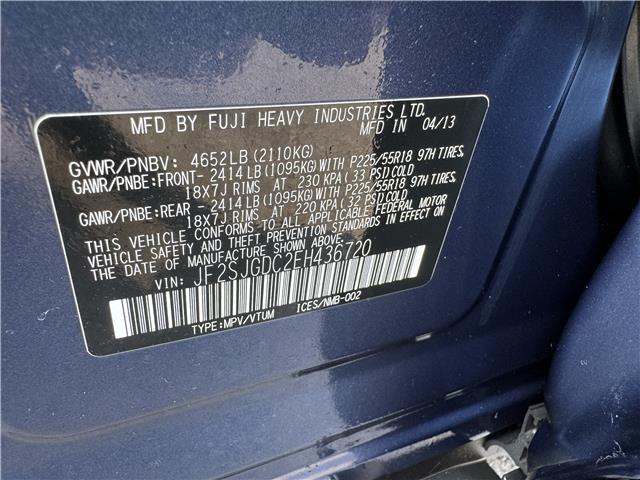 MFD BY FUJI HEAVY INDUSTRIES LTD.
MFD IN 04/13
GVWR/PNBV: 4652LB(2110KG)
GAWR/PNBE:FRONT- 2414LB(1095KG)WITH P225/55R18 97H TIRES,
18X7J RIMS AT 230 KPA(33 PSI)COLD
GAWR/PNBE:REAR -2414LB(1095KG)WITH P225/55R18 97H TIRES,
18X7J RIMS AT 220 KPA(32 PSI)COLD
THIS VEHICLE CONFORMS TO ALL APPLICABLE FEDERAL MOTOR
VEHICLE SAFETY AND THEFT PREVENTION STANDARDS IN EFFECT ON
THE DATE OF MANUFACTURE SHOWN ABOVE.
VIN: JF2SJGDC2EH436720
TYPE:MPV/VTUM ICES/NMB-002